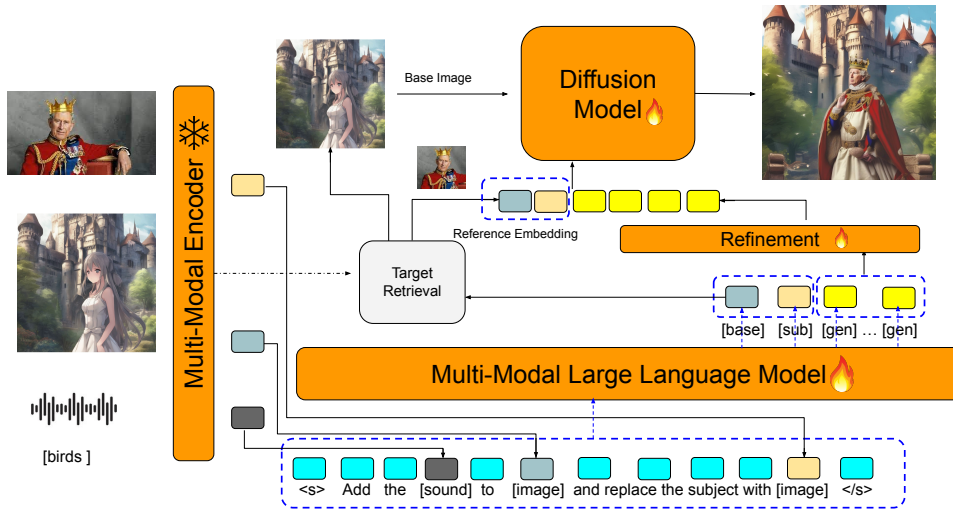 Base Image
Diffusion
Model
Multi-Modal Encoder
Reference Embedding
Refinement
Target
Retrieval
[base] [sub] [gen] ... [gen]
Multi-Modal Large Language Model
[birds ]
<s> Add the [sound] to [image] and replace the subject with [image] </s>